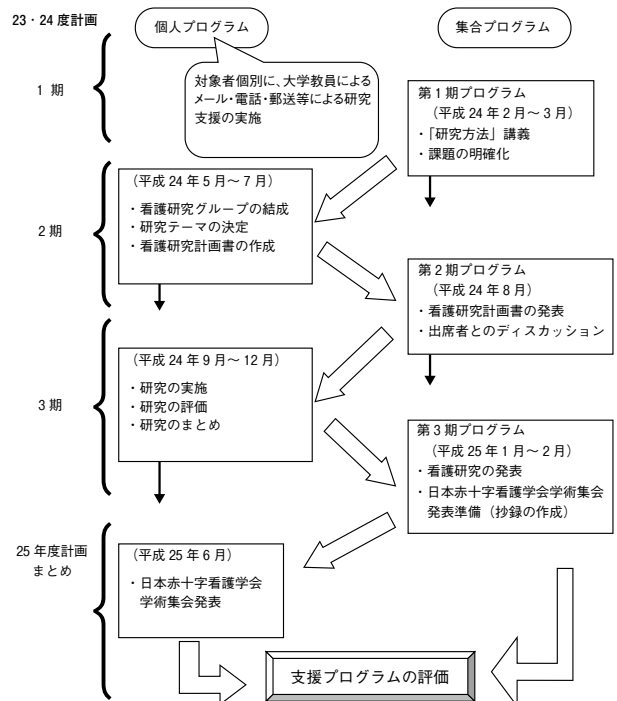 23・24 度計画
個人プログラム
集合プログラム
1 期
対象者個別に、大学教員による
メール・電話・郵送等による研究
支援の実施
第 1 期プログラム
（平成 24 年 2 月～ 3 月）
・「研究方法」講義
・課題の明確化
2 期
（平成 24 年 5 月～ 7 月）
・看護研究グループの結成
・研究テーマの決定
・看護研究計画書の作成
第 2 期プログラム
（平成 24 年 8 月）
・看護研究計画書の発表
・出席者とのディスカッション
3 期
（平成 24 年 9 月～ 12 月）
・研究の実施
・研究の評価
・研究のまとめ
第 3 期プログラム
（平成 25 年 1 月～ 2 月）
・看護研究の発表
・日本赤十字看護学会学術集会
発表準備（抄録の作成）
25 年度計画
まとめ
（平成 25 年 6 月）
・日本赤十字看護学会
学術集会発表
支援プログラムの評価